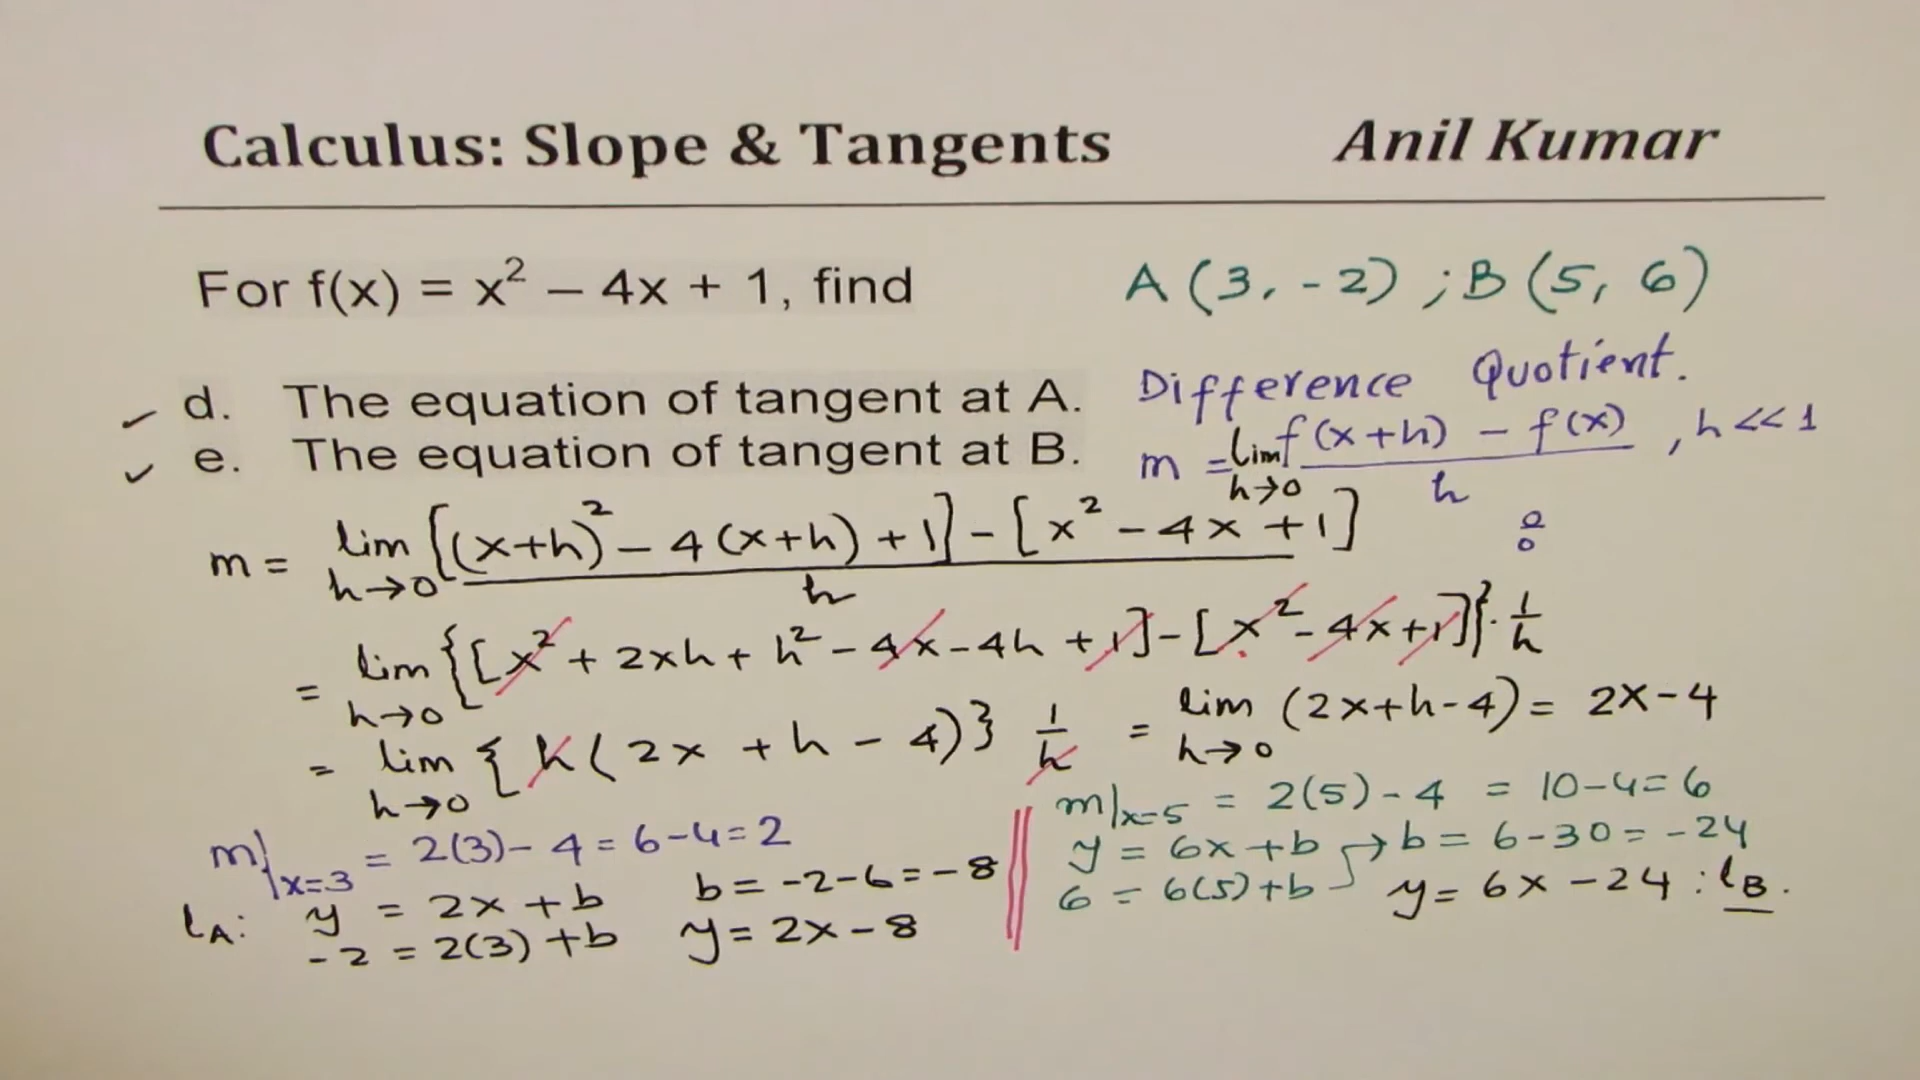 Calculus: Slope & Tangents Anil Kumar
For f(x) = x² – 4x + 1, find A (3, -2) ; B (5, 6)
d. The equation of tangent at A. Difference Quotient.
e. The equation of tangent at B. m = lim h→0 f(x+h) - f(x) / h , h << 1
m = lim h→0 [(x+h)² - 4(x+h) + 1] - [x² - 4x + 1] / h 0/0
= lim h→0 {[x² + 2xh + h² - 4x - 4h + 1] - [x² - 4x + 1]} · 1/h
= lim h→0 {h(2x + h - 4)} 1/h = lim h→0 (2x+h-4) = 2x-4
m|x=3 = 2(3) - 4 = 6-4 = 2
lA: y = 2x + b b = -2-6 = -8
-2 = 2(3) + b y = 2x - 8
m|x=5 = 2(5) - 4 = 10-4 = 6
y = 6x + b → b = 6-30 = -24
6 = 6(5) + b y = 6x - 24 : lB.